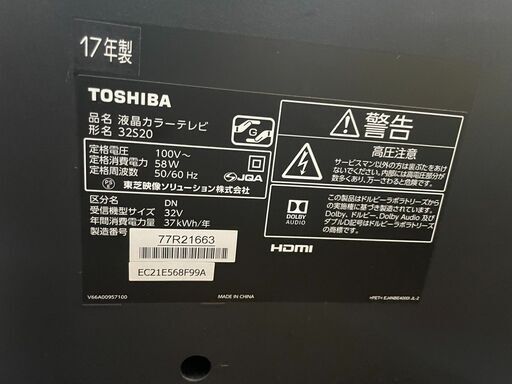 17年製
TOSHIBA
品名 液晶カラーテレビ
形名 32S20
定格電圧 100V~
定格消費電力 58W
定格周波数 50/60 Hz
JQA
東芝映像ソリューション株式会社
区分名 DN
受信機型サイズ 32V
年間消費電力量 37kWh/年
製造番号
77R21663
EC21E568F99A
V66A00957100
MADE IN CHINA
G
警告
高圧注意
サービスマン以外の方は裏ぶたをあけ
ないでください。内部には高電圧部分が
数多くあり、万一さわると危険です。
DOLBY
AUDIO
この製品はドルビーラボラトリーズから
の実施権に基づき製造されています。
Dolby、ドルビー、Dolby Audio 及び
ダブルD記号はドルビーラボラトリーズ
の商標です。
HDMI